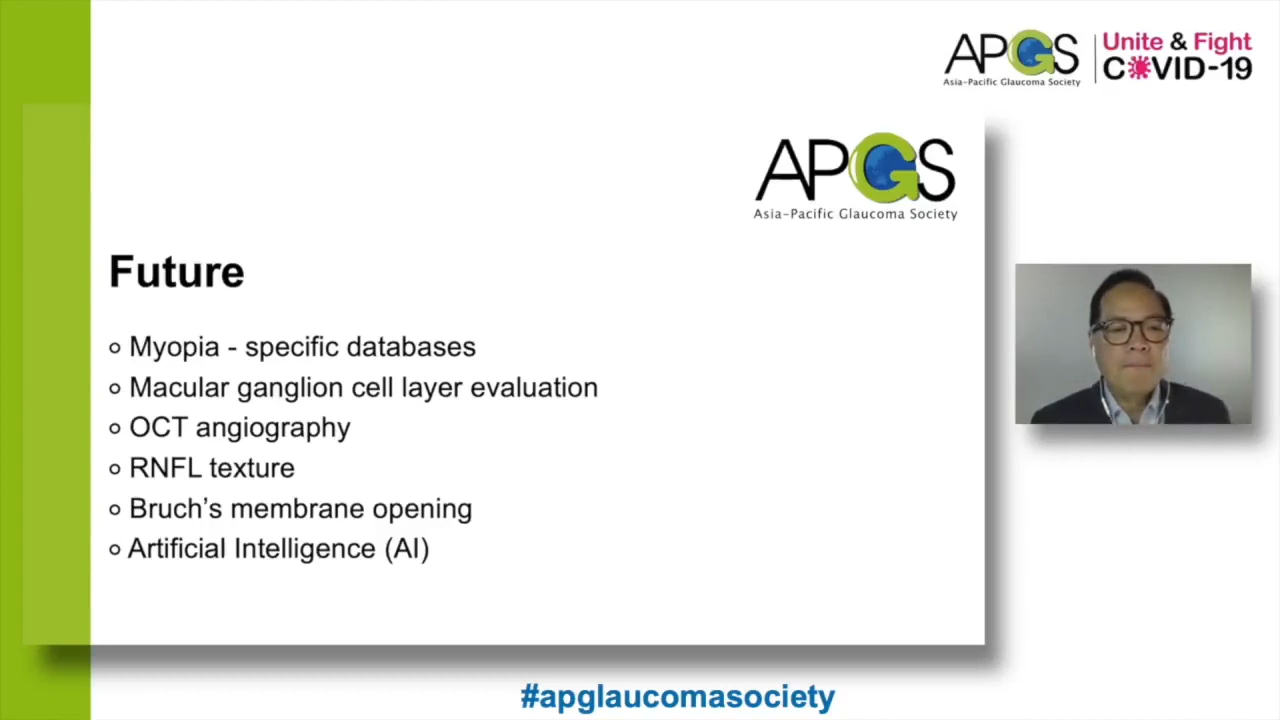 APGS
Asia-Pacific Glaucoma Society
Unite & Fight
COVID-19
APGS
Asia-Pacific Glaucoma Society
Future
Myopia - specific databases
Macular ganglion cell layer evaluation
OCT angiography
RNFL texture
Bruch’s membrane opening
Artificial Intelligence (AI)
#apglaucomasociety